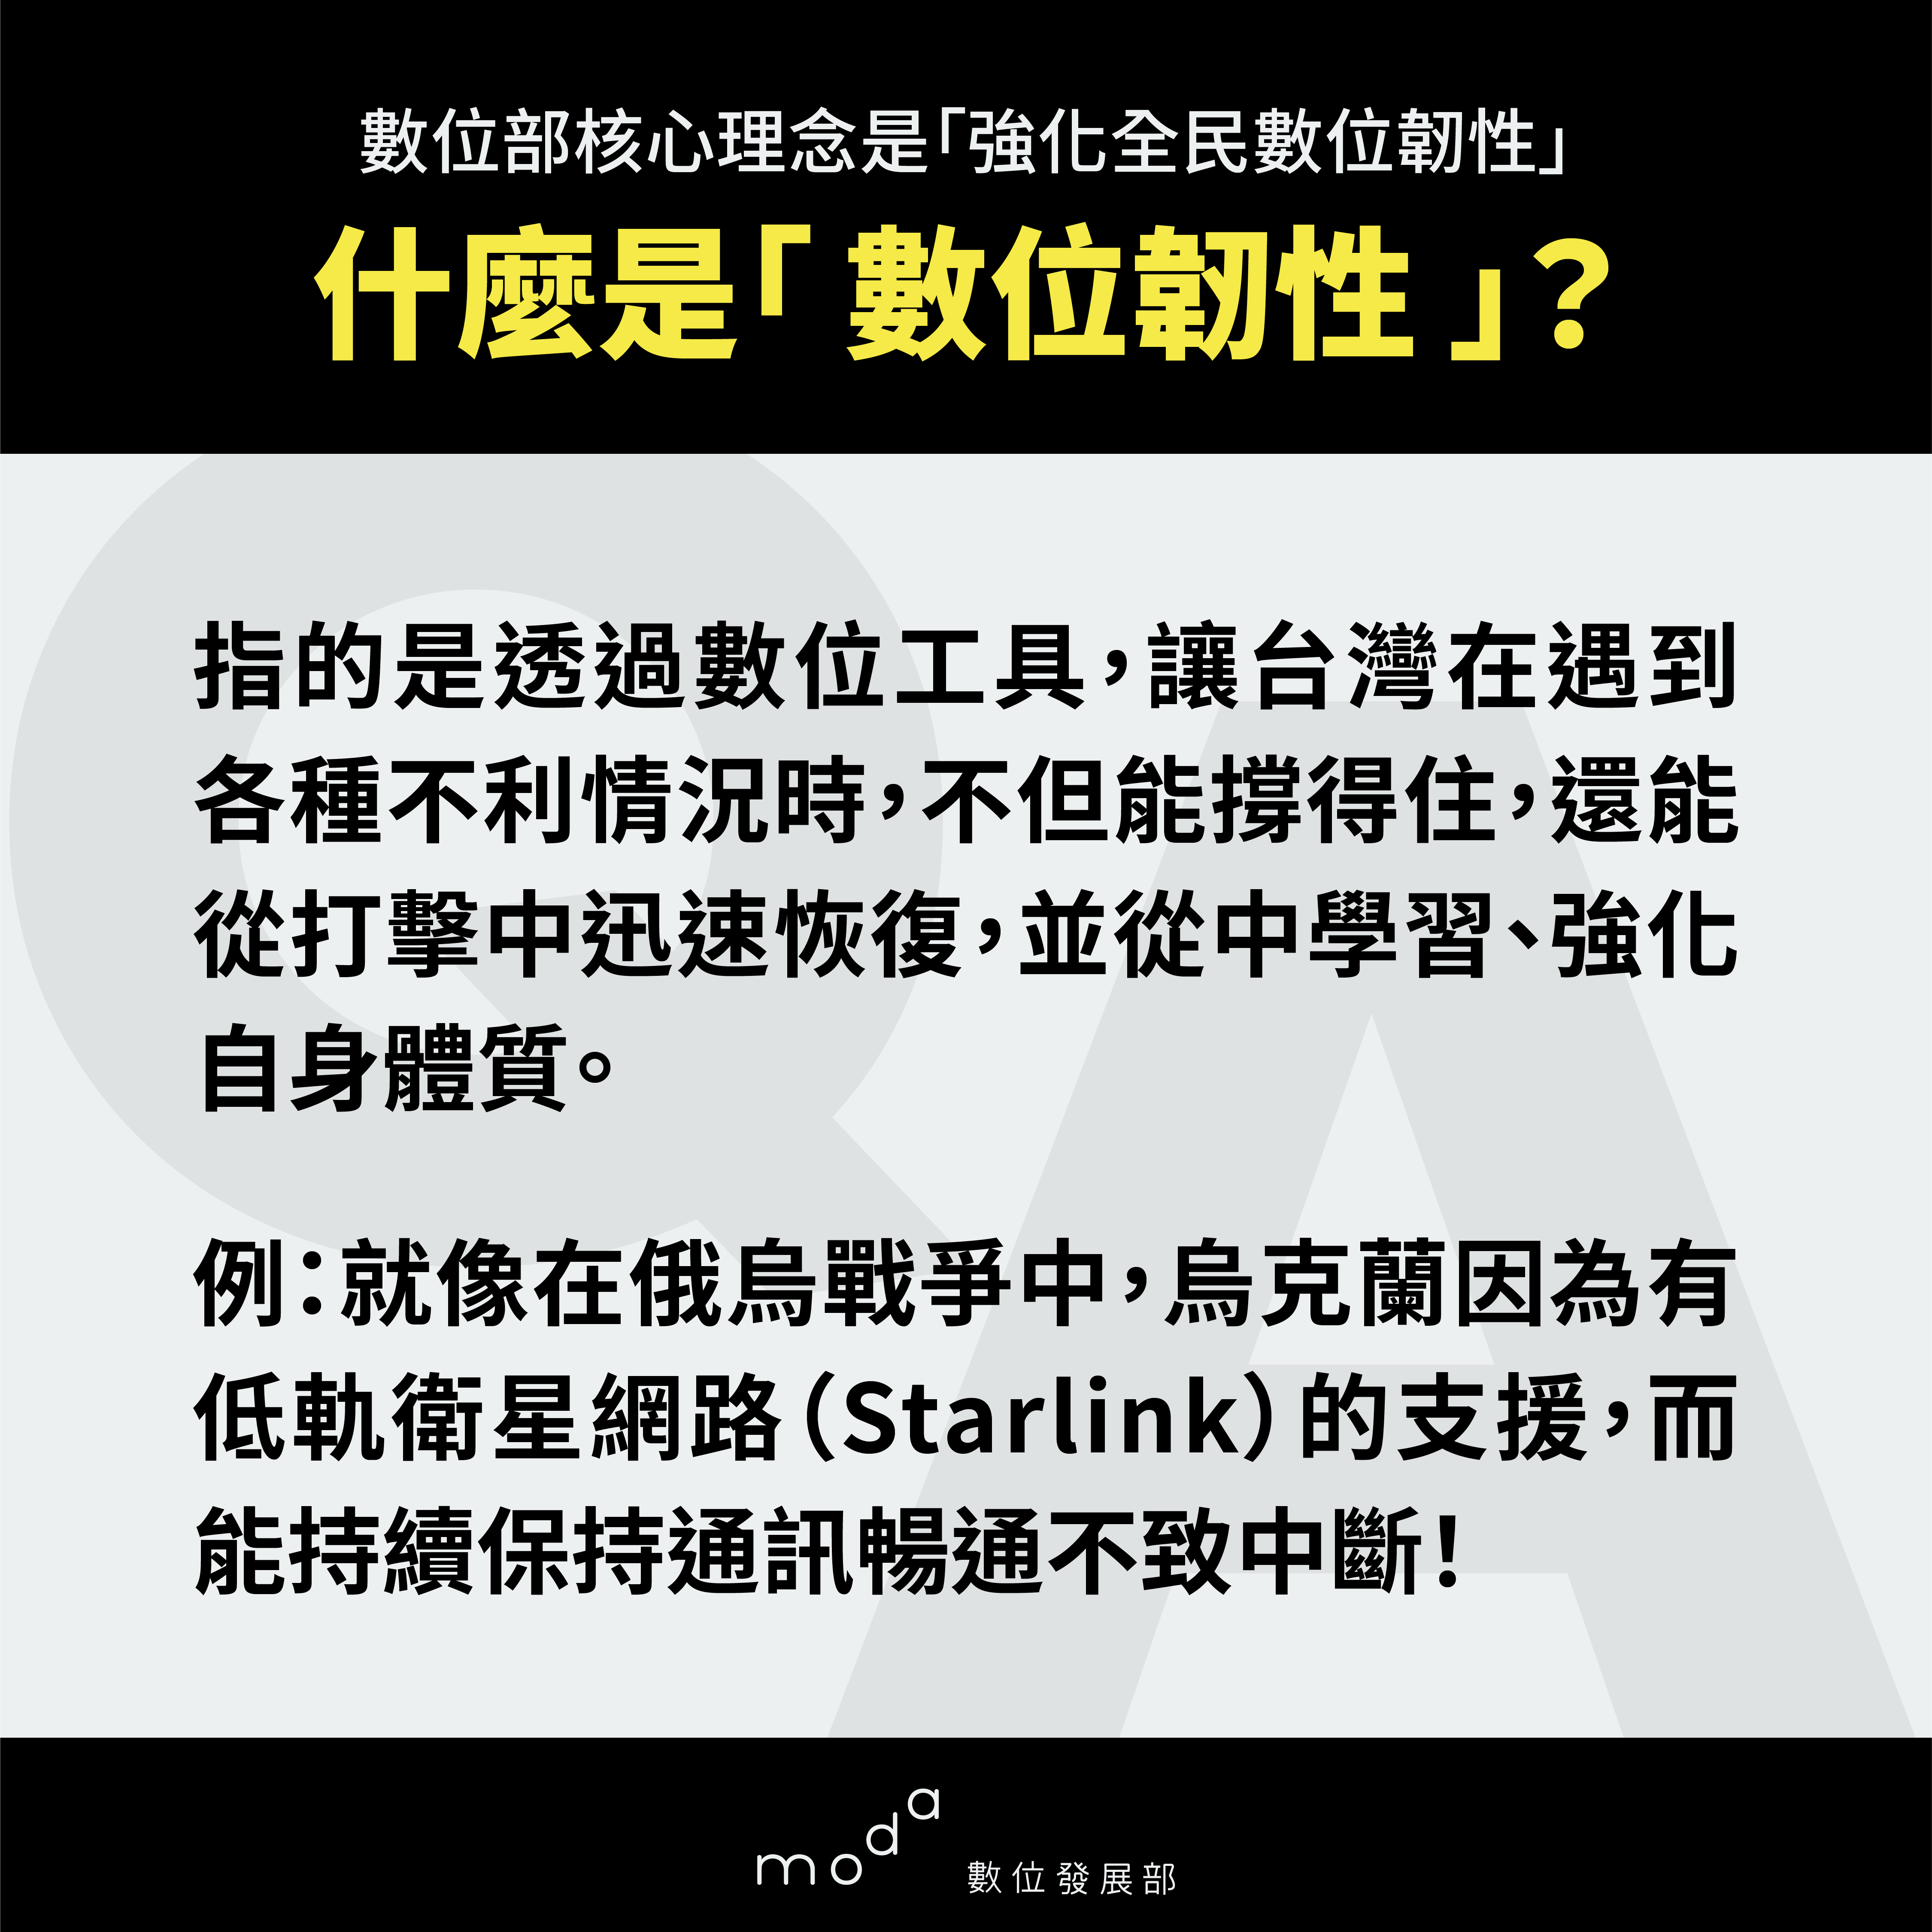 數位部核心理念是「強化全民數位韌性」
什麼是「數位韌性」?
指的是透過數位工具，讓台灣在遇到
各種不利情況時，不但能撐得住，還能
從打擊中迅速恢復，並從中學習、強化
自身體質。
例：就像在俄烏戰爭中，烏克蘭因為有
低軌衛星網路（Starlink）的支援，而
能持續保持通訊暢通不致中斷！
moda 數位發展部